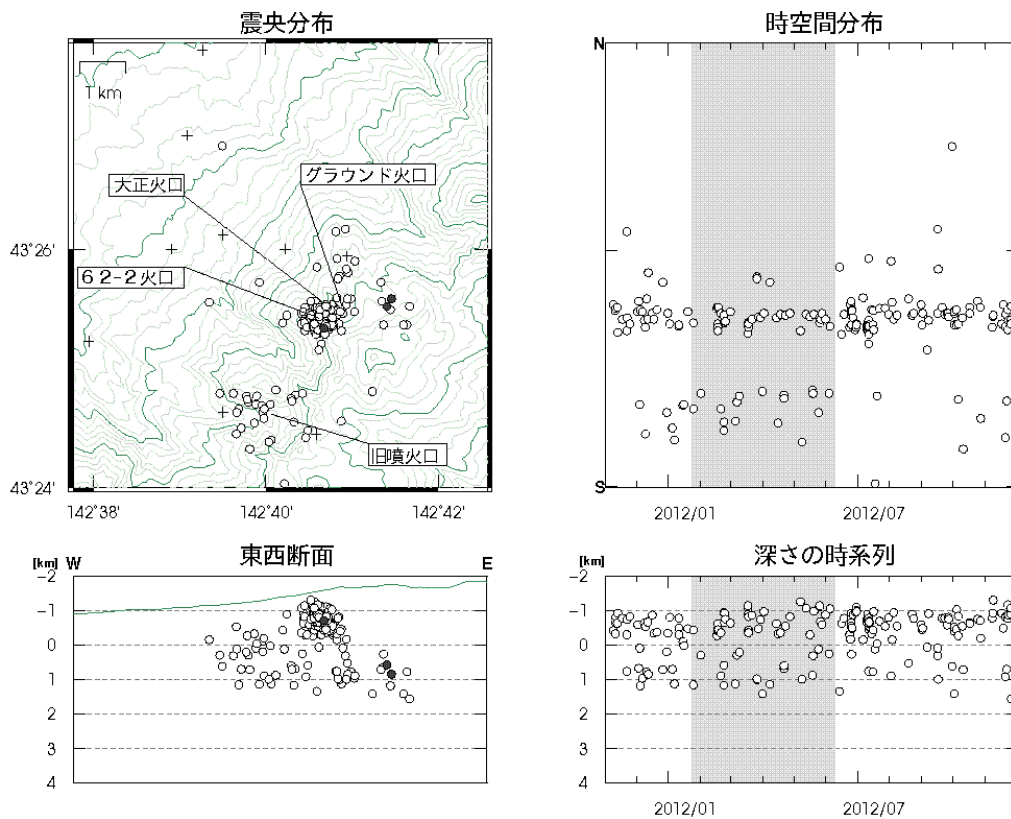 震央分布
時空間分布
1 km
グラウンド火口
大正火口
62-2火口
旧噴火口
43˚26'
43˚24'
142˚38'
142˚40'
142˚42'
N
S
2012/01
2012/07
東西断面
深さの時系列
[km]
W
E
-2
-1
0
1
2
3
4
[km]
-2
-1
0
1
2
3
4
2012/01
2012/07